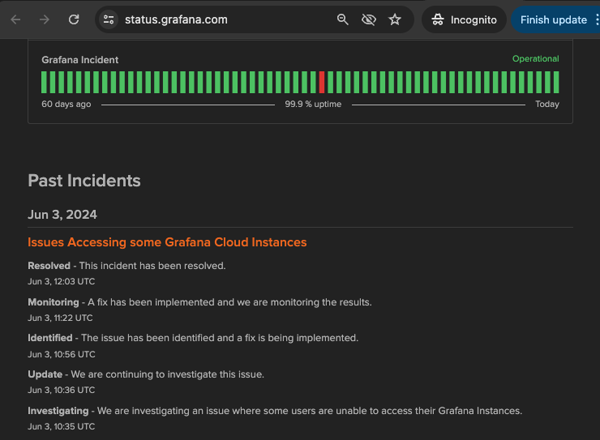 status.grafana.com
Incognito
Finish update
Grafana Incident
Operational
60 days ago
99.9 % uptime
Today
Past Incidents
Jun 3, 2024
Issues Accessing some Grafana Cloud Instances
Resolved - This incident has been resolved.
Jun 3, 12:03 UTC
Monitoring - A fix has been implemented and we are monitoring the results.
Jun 3, 11:22 UTC
Identified - The issue has been identified and a fix is being implemented.
Jun 3, 10:56 UTC
Update - We are continuing to investigate this issue.
Jun 3, 10:36 UTC
Investigating - We are investigating an issue where some users are unable to access their Grafana Instances.
Jun 3, 10:35 UTC